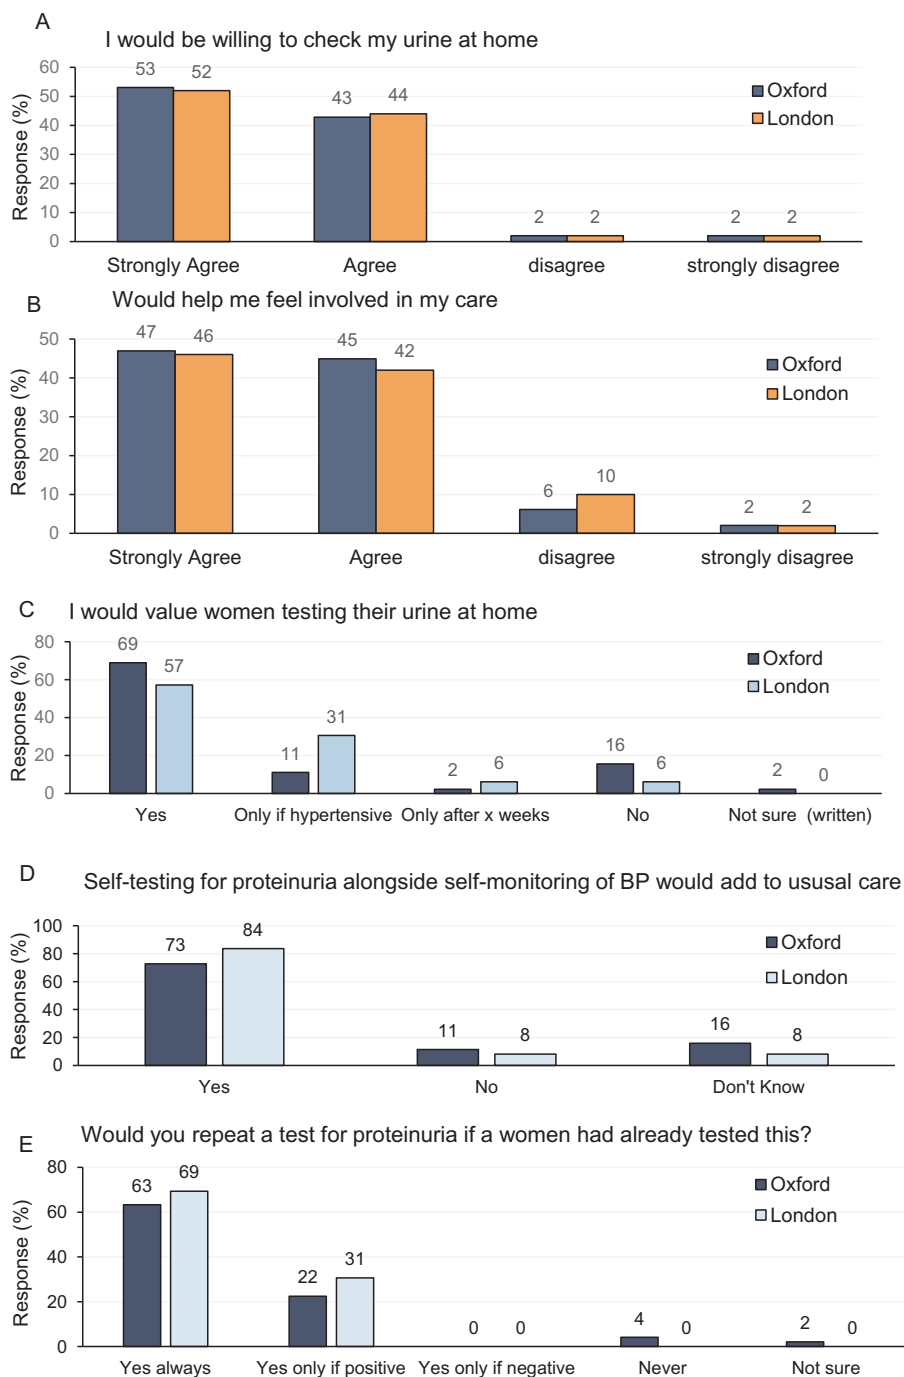 A
I would be willing to check my urine at home
60
50
40
30
20
10
0
Response (%)
53
52
43
44
2
2
2
2
Oxford
London
Strongly Agree
Agree
disagree
strongly disagree
B
Would help me feel involved in my care
50
40
30
20
10
0
Response (%)
47
46
45
42
6
10
2
2
Oxford
London
Strongly Agree
Agree
disagree
strongly disagree
C
I would value women testing their urine at home
80
60
40
20
0
Response (%)
69
57
11
31
2
6
16
6
2
0
Oxford
London
Yes
Only if hypertensive
Only after x weeks
No
Not sure (written)
D
Self-testing for proteinuria alongside self-monitoring of BP would add to ususal care
100
80
60
40
20
0
Response (%)
73
84
11
8
16
8
Oxford
London
Yes
No
Don't Know
E
Would you repeat a test for proteinuria if a women had already tested this?
80
60
40
20
0
Response (%)
63
69
22
31
0
0
4
0
2
0
Oxford
London
Yes always
Yes only if positive
Yes only if negative
Never
Not sure